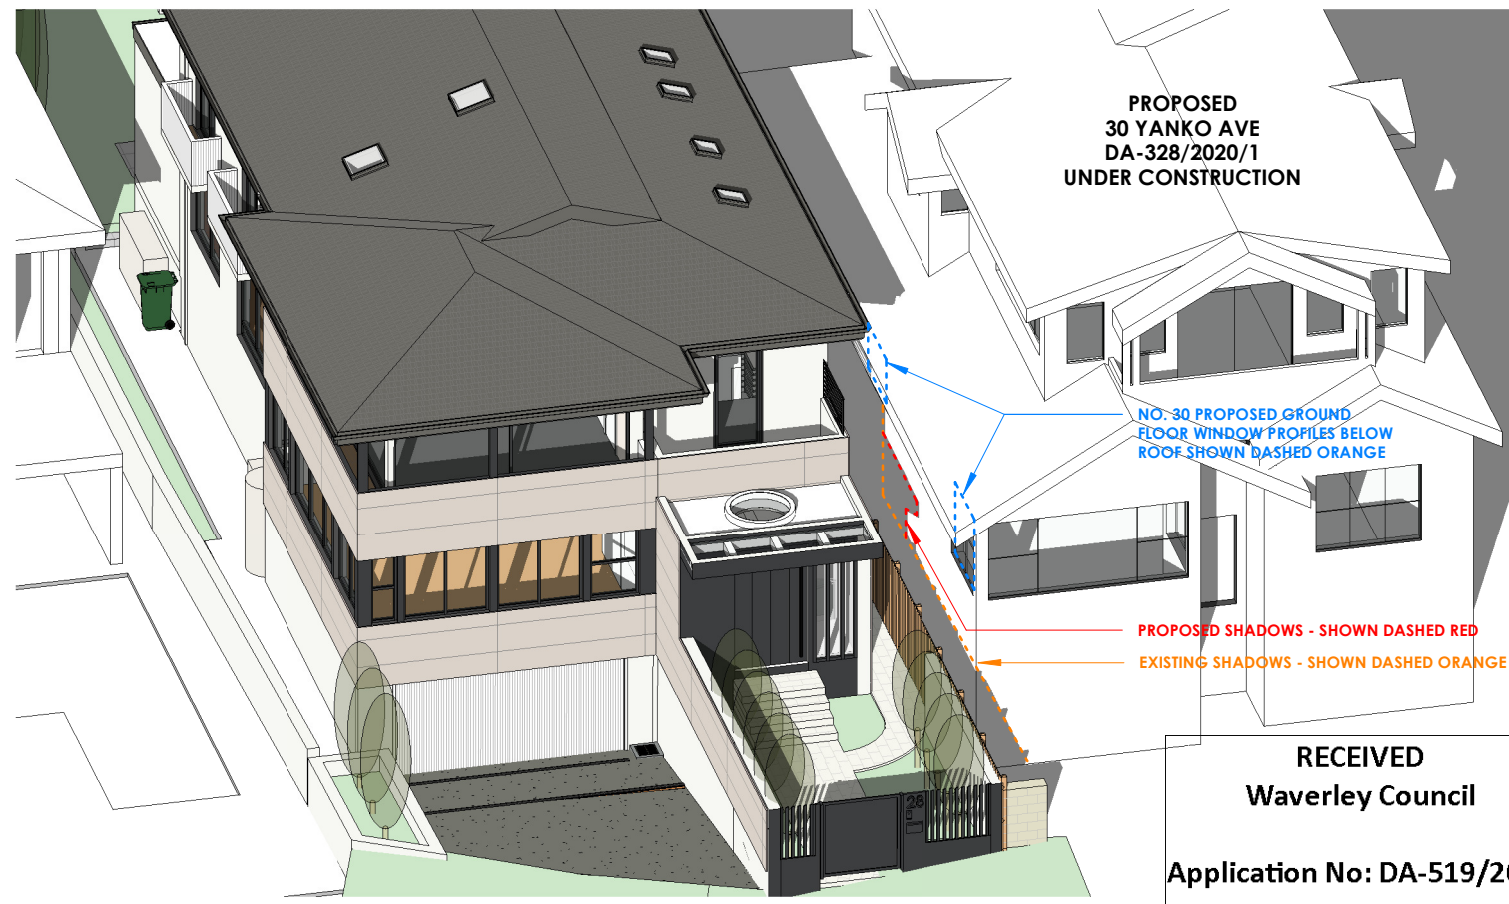 PROPOSED
30 YANKO AVE
DA-328/2020/1
UNDER CONSTRUCTION
NO. 30 PROPOSED GROUND
FLOOR WINDOW PROFILES BELOW
ROOF SHOWN DASHED ORANGE
PROPOSED SHADOWS - SHOWN DASHED RED
EXISTING SHADOWS - SHOWN DASHED ORANGE
28
RECEIVED
Waverley Council
Application No: DA-519/20